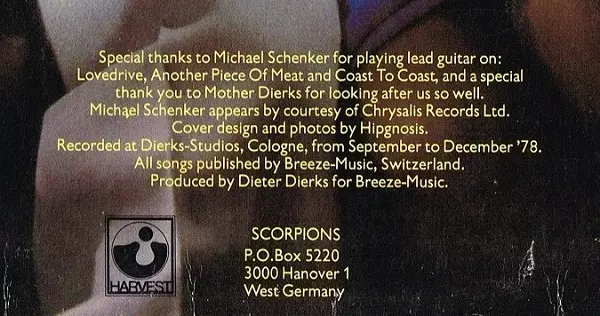 Special thanks to Michael Schenker for playing lead guitar on:
Lovedrive, Another Piece Of Meat and Coast To Coast, and a special
thank you to Mother Dierks for looking after us so well.
Michael Schenker appears by courtesy of Chrysalis Records Ltd.
Cover design and photos by Hipgnosis.
Recorded at Dierks-Studios, Cologne, from September to December '78.
All songs published by Breeze-Music, Switzerland.
Produced by Dieter Dierks for Breeze-Music.
SCORPIONS
P.O.Box 5220
3000 Hanover 1
West Germany
HARVEST